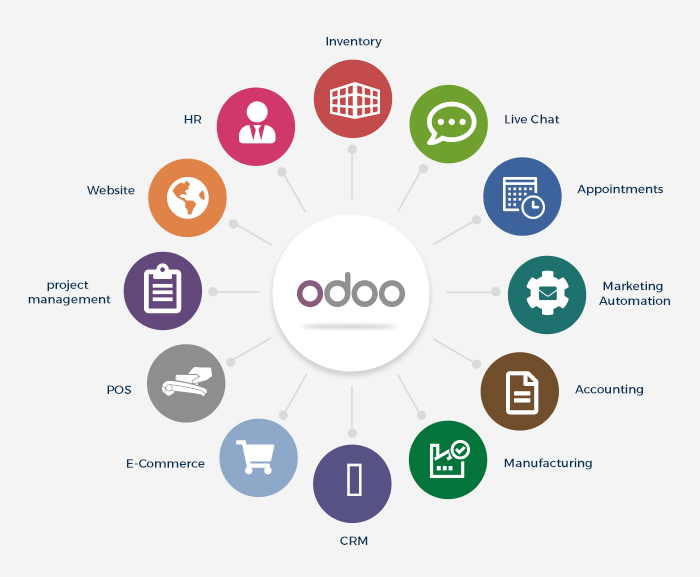 Inventory
HR
Live Chat
Website
Appointments
odoo
project
management
Marketing
Automation
POS
Accounting
E-Commerce
Manufacturing
CRM